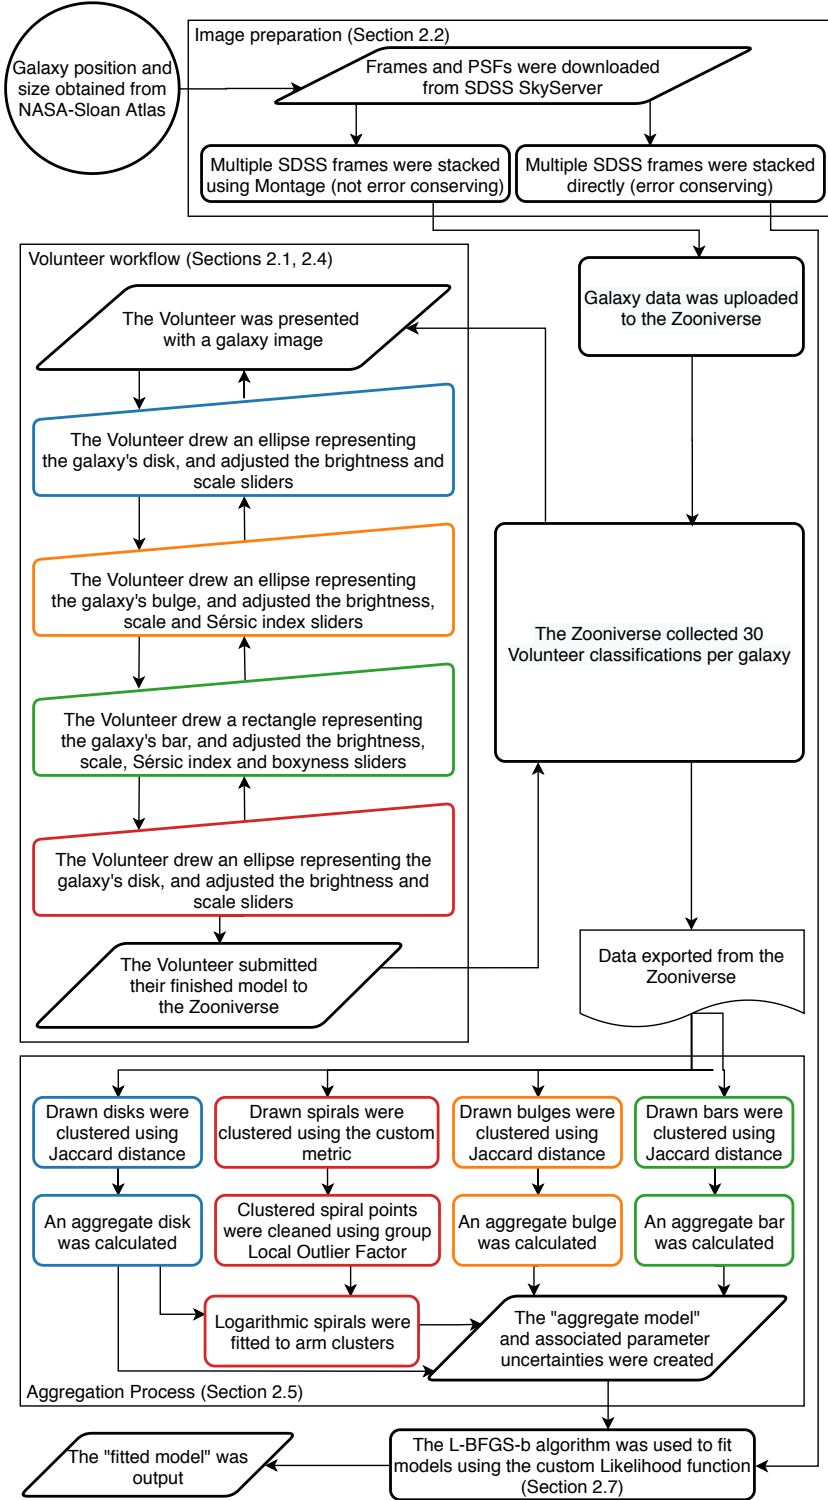 Image preparation (Section 2.2)
Galaxy position and
size obtained from
NASA-Sloan Atlas
Frames and PSFs were downloaded
from SDSS SkyServer
Multiple SDSS frames were stacked
using Montage (not error conserving)
Multiple SDSS frames were stacked
directly (error conserving)
Volunteer workflow (Sections 2.1, 2.4)
The Volunteer was presented
with a galaxy image
Galaxy data was uploaded
to the Zooniverse
The Volunteer drew an ellipse representing
the galaxy's disk, and adjusted the brightness and
scale sliders
The Volunteer drew an ellipse representing
the galaxy's bulge, and adjusted the brightness,
scale and Sérsic index sliders
The Zooniverse collected 30
Volunteer classifications per galaxy
The Volunteer drew a rectangle representing
the galaxy's bar, and adjusted the brightness,
scale, Sérsic index and boxyness sliders
The Volunteer drew an ellipse representing the
galaxy's disk, and adjusted the brightness and
scale sliders
The Volunteer submitted
their finished model to
the Zooniverse
Data exported from the
Zooniverse
Drawn disks were
clustered using
Jaccard distance
Drawn spirals were
clustered using the custom
metric
Drawn bulges were
clustered using
Jaccard distance
Drawn bars were
clustered using
Jaccard distance
An aggregate disk
was calculated
Clustered spiral points
were cleaned using group
Local Outlier Factor
An aggregate bulge
was calculated
An aggregate bar
was calculated
Logarithmic spirals were
fitted to arm clusters
The "aggregate model"
and associated parameter
uncertainties were created
Aggregation Process (Section 2.5)
The "fitted model" was
output
The L-BFGS-b algorithm was used to fit
models using the custom Likelihood function
(Section 2.7)